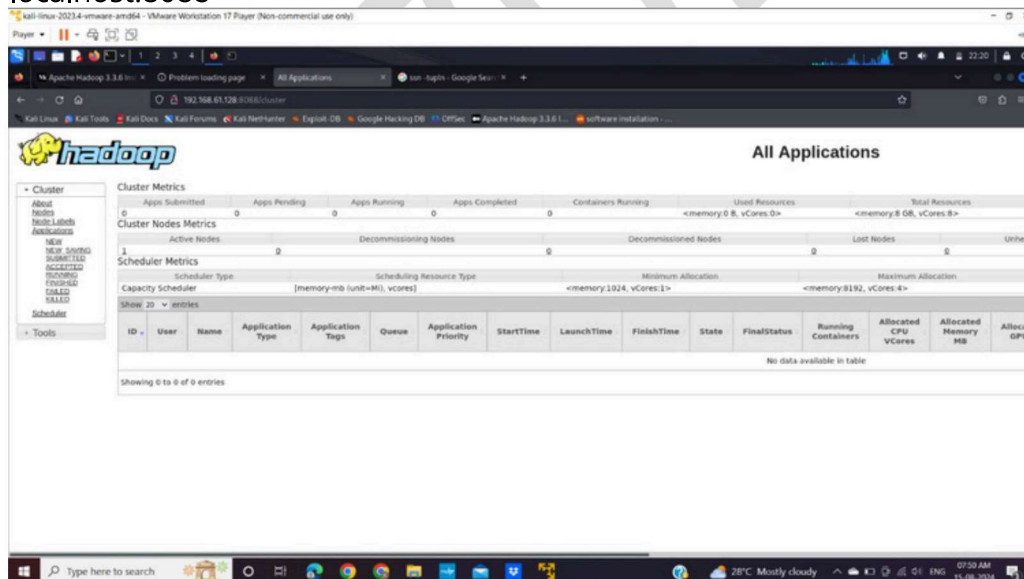 localhost:8088
kali-linux-2023.4-vmware-amd64 - VMware Workstation 17 Player (Non-commercial use only)
Player
1 2 3 4
22:20
Apache Hadoop 3.3.6
Problem loading page
All Applications
ssn -tupln - Google Sear
192.168.61.128:8088/cluster
Kali Linux Kali Tools Kali Docs Kali Forums Kali NetHunter Exploit-DB Google Hacking DB OffSec Apache Hadoop 3.3.6 I... software installation - ...
hadoop
All Applications
Cluster
About
Nodes
Node Labels
Applications
NEW
NEW_SAVING
SUBMITTED
ACCEPTED
RUNNING
FINISHED
FAILED
KILLED
Scheduler
Tools
Cluster Metrics
Apps Submitted Apps Pending Apps Running Apps Completed Containers Running Used Resources Total Resources
0 0 0 0 0 <memory:0 B, vCores:0> <memory:8 GB, vCores:8>
Cluster Nodes Metrics
Active Nodes Decommissioning Nodes Decommissioned Nodes Lost Nodes Unhe
1 0 0 0 0
Scheduler Metrics
Scheduler Type Scheduling Resource Type Minimum Allocation Maximum Allocation
Capacity Scheduler [memory-mb (unit=Mi), vcores] <memory:1024, vCores:1> <memory:8192, vCores:4>
Show 20 entries
ID User Name Application Type Application Tags Queue Application Priority StartTime LaunchTime FinishTime State FinalStatus Running Containers Allocated CPU VCores Allocated Memory MB Alloca GP
No data available in table
Showing 0 to 0 of 0 entries
Type here to search
28°C Mostly cloudy
ENG
07:50 AM
15-08-2024